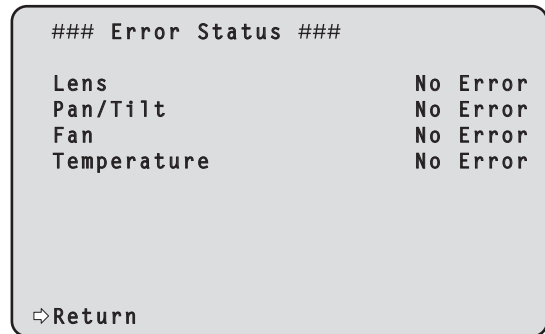 ### Error Status ###
Lens No Error
Pan/Tilt No Error
Fan No Error
Temperature No Error
⇨Return